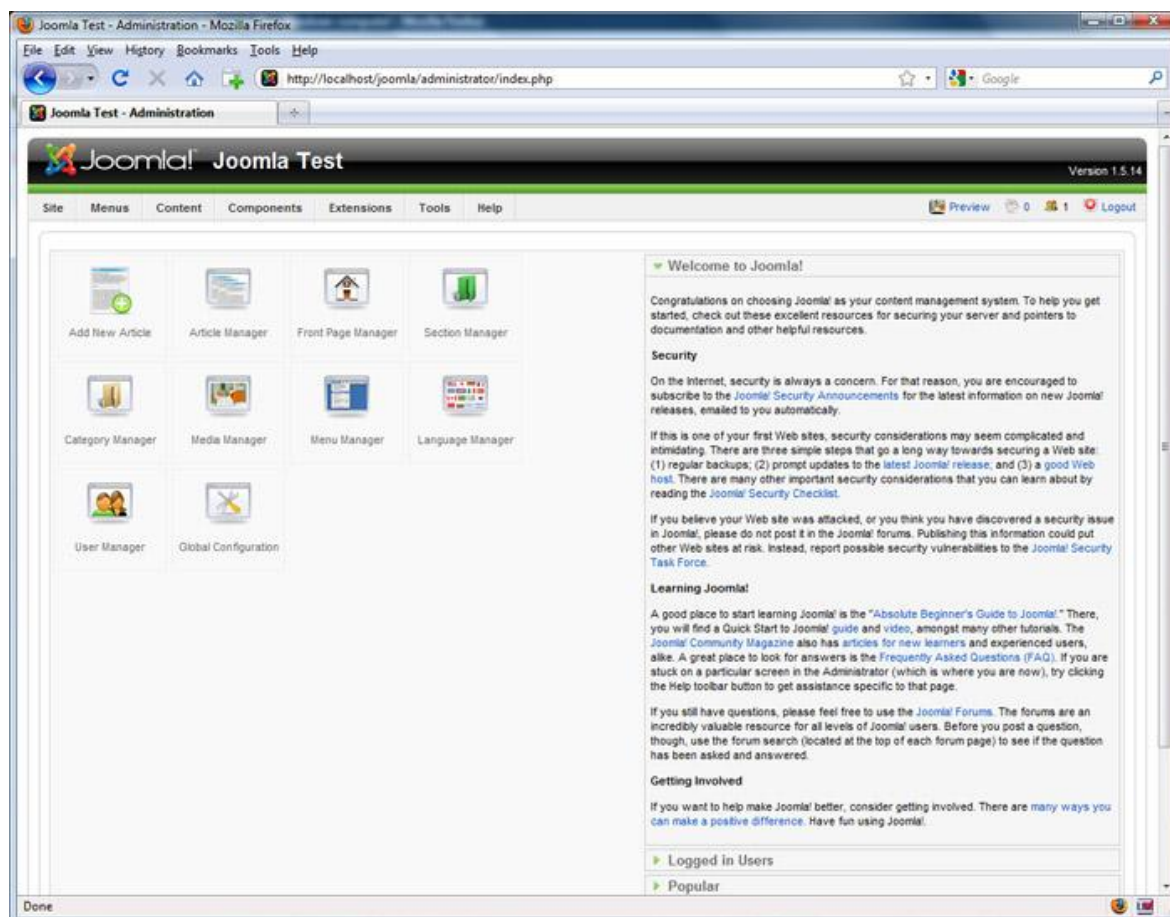 Joomla Test - Administration - Mozilla Firefox
File Edit View History Bookmarks Tools Help
http://localhost/joomla/administrator/index.php
Google
Joomla Test - Administration
Joomla! Joomla Test
Version 1.5.14
Site Menus Content Components Extensions Tools Help
Preview 0 1 Logout
Add New Article Article Manager Front Page Manager Section Manager
Category Manager Media Manager Menu Manager Language Manager
User Manager Global Configuration
Welcome to Joomla!
Congratulations on choosing Joomla! as your content management system. To help you get
started, check out these excellent resources for securing your server and pointers to
documentation and other helpful resources.
Security
On the Internet, security is always a concern. For that reason, you are encouraged to
subscribe to the Joomla! Security Announcements for the latest information on new Joomla!
releases, emailed to you automatically.
If this is one of your first Web sites, security considerations may seem complicated and
intimidating. There are three simple steps that go a long way towards securing a Web site:
(1) regular backups; (2) prompt updates to the latest Joomla! release; and (3) a good Web
host. There are many other important security considerations that you can learn about by
reading the Joomla! Security Checklist.
If you believe your Web site was attacked, or you think you have discovered a security issue
in Joomla!, please do not post it in the Joomla! forums. Publishing this information could put
other Web sites at risk. Instead, report possible security vulnerabilities to the Joomla! Security
Task Force.
Learning Joomla!
A good place to start learning Joomla! is the "Absolute Beginner's Guide to Joomla!." There,
you will find a Quick Start to Joomla! guide and video, amongst many other tutorials. The
Joomla! Community Magazine also has articles for new learners and experienced users,
alike. A great place to look for answers is the Frequently Asked Questions (FAQ). If you are
stuck on a particular screen in the Administrator (which is where you are now), try clicking
the Help toolbar button to get assistance specific to that page.
If you still have questions, please feel free to use the Joomla! Forums. The forums are an
incredibly valuable resource for all levels of Joomla! users. Before you post a question,
though, use the forum search (located at the top of each forum page) to see if the question
has been asked and answered.
Getting Involved
If you want to help make Joomla! better, consider getting involved. There are many ways you
can make a positive difference. Have fun using Joomla!.
Logged in Users
Popular
Done